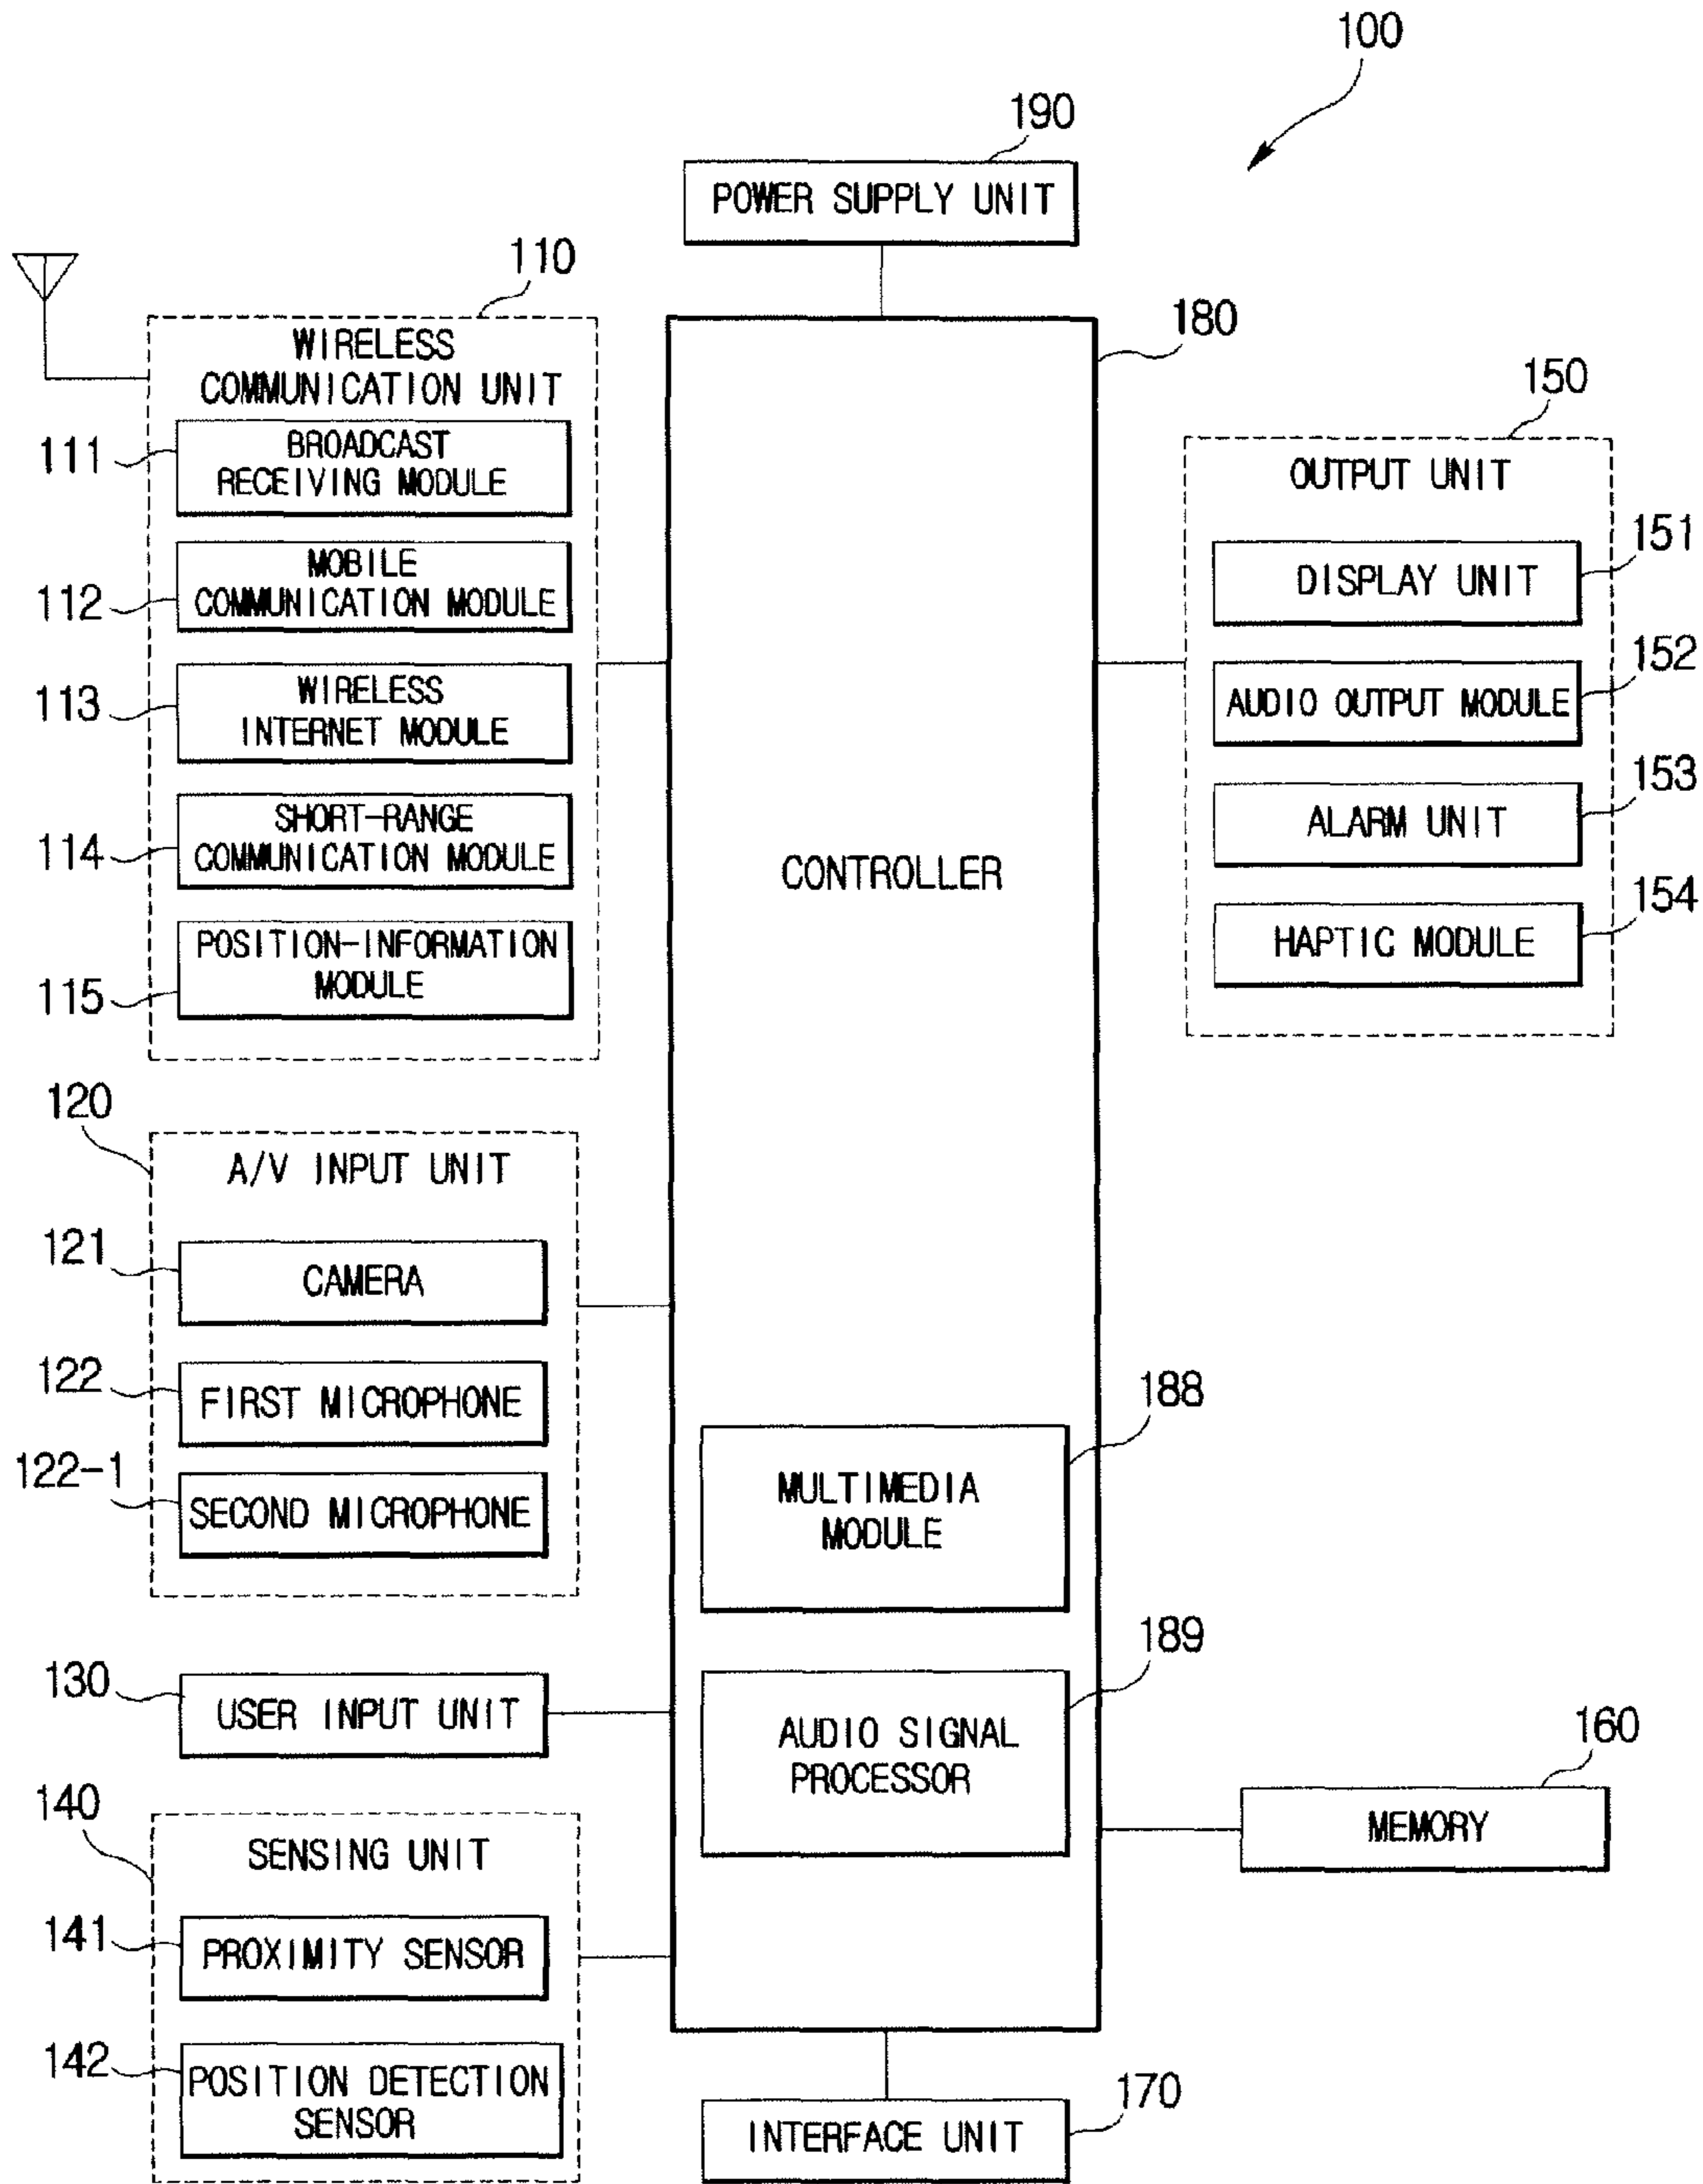 100
190
POWER SUPPLY UNIT
110
WIRELESS
COMMUNICATION UNIT
111
BROADCAST
RECEIVING MODULE
112
MOBILE
COMMUNICATION MODULE
113
WIRELESS
INTERNET MODULE
114
SHORT-RANGE
COMMUNICATION MODULE
115
POSITION-INFORMATION
MODULE
120
A/V INPUT UNIT
121
CAMERA
122
FIRST MICROPHONE
122-1
SECOND MICROPHONE
130
USER INPUT UNIT
140
SENSING UNIT
141
PROXIMITY SENSOR
142
POSITION DETECTION
SENSOR
180
CONTROLLER
188
MULTIMEDIA
MODULE
189
AUDIO SIGNAL
PROCESSOR
150
OUTPUT UNIT
151
DISPLAY UNIT
152
AUDIO OUTPUT MODULE
153
ALARM UNIT
154
HAPTIC MODULE
160
MEMORY
170
INTERFACE UNIT